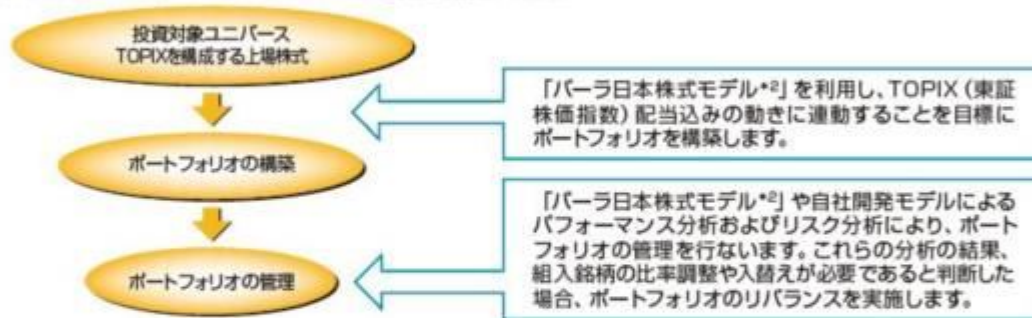 投資対象ユニバース
TOPIXを構成する上場株式
「バーラ日本株式モデル*2」を利用し、TOPIX(東証
株価指数)配当込みの動きに連動することを目標に
ポートフォリオを構築します。
ポートフォリオの構築
「バーラ日本株式モデル*2」や自社開発モデルによる
パフォーマンス分析およびリスク分析により、ポート
フォリオの管理を行ないます。これらの分析の結果、
組入銘柄の比率調整や入替えが必要であると判断した
場合、ポートフォリオのリバランスを実施します。
ポートフォリオの管理